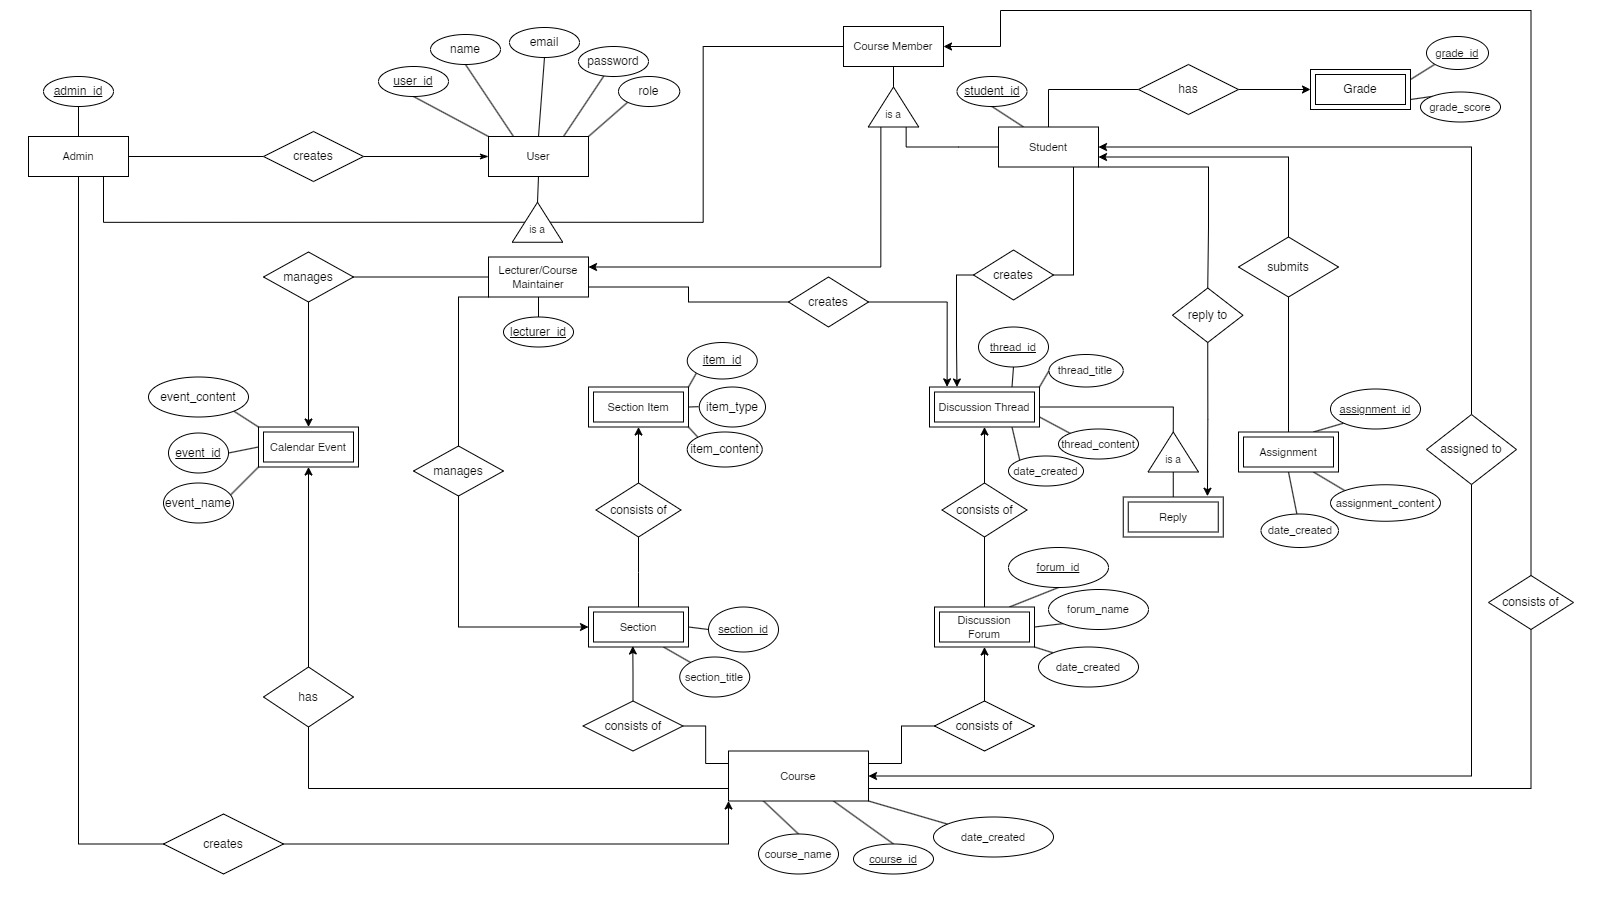 Course Member
email
name
grade_id
password
user_id
has
Grade
student_id
role
admin_id
grade_score
is a
Student
Admin
creates
User
is a
submits
manages
Lecturer/Course
Maintainer
creates
creates
reply to
lecturer_id
thread_id
item_id
thread_title
event_content
Section Item
item_type
Discussion Thread
assignment_id
thread_content
Calendar Event
item_content
assigned to
event_id
Assignment
is a
manages
date_created
event_name
consists of
consists of
Reply
assignment_content
date_created
forum_id
consists of
forum_name
Section
section_id
Discussion
Forum
date_created
section_title
has
consists of
consists of
Course
date_created
creates
course_name
course_id